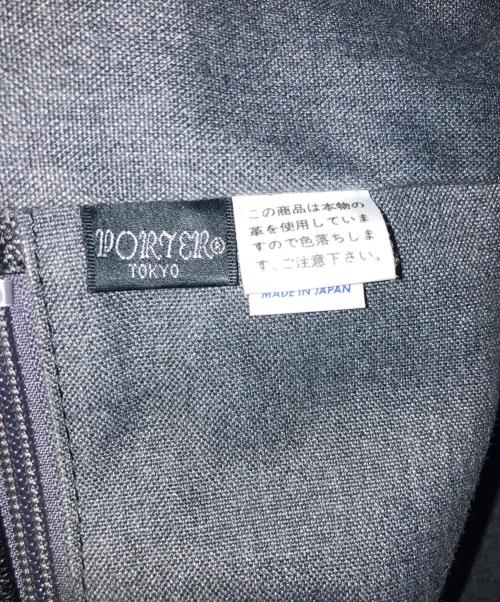 PORTER®
TOKYO
この商品は本物の
革を使用していま
すので色落ちしま
す、ご注意下さい。
MADE IN JAPAN